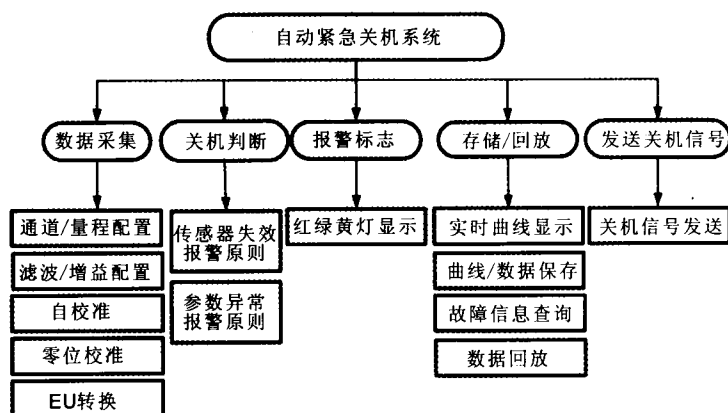 自动紧急关机系统
数据采集
关机判断
报警标志
存储/回放
发送关机信号
通道/量程配置
滤波/增益配置
自校准
零位校准
EU转换
传感器失效
报警原则
参数异常
报警原则
红绿黄灯显示
实时曲线显示
曲线/数据保存
故障信息查询
数据回放
关机信号发送